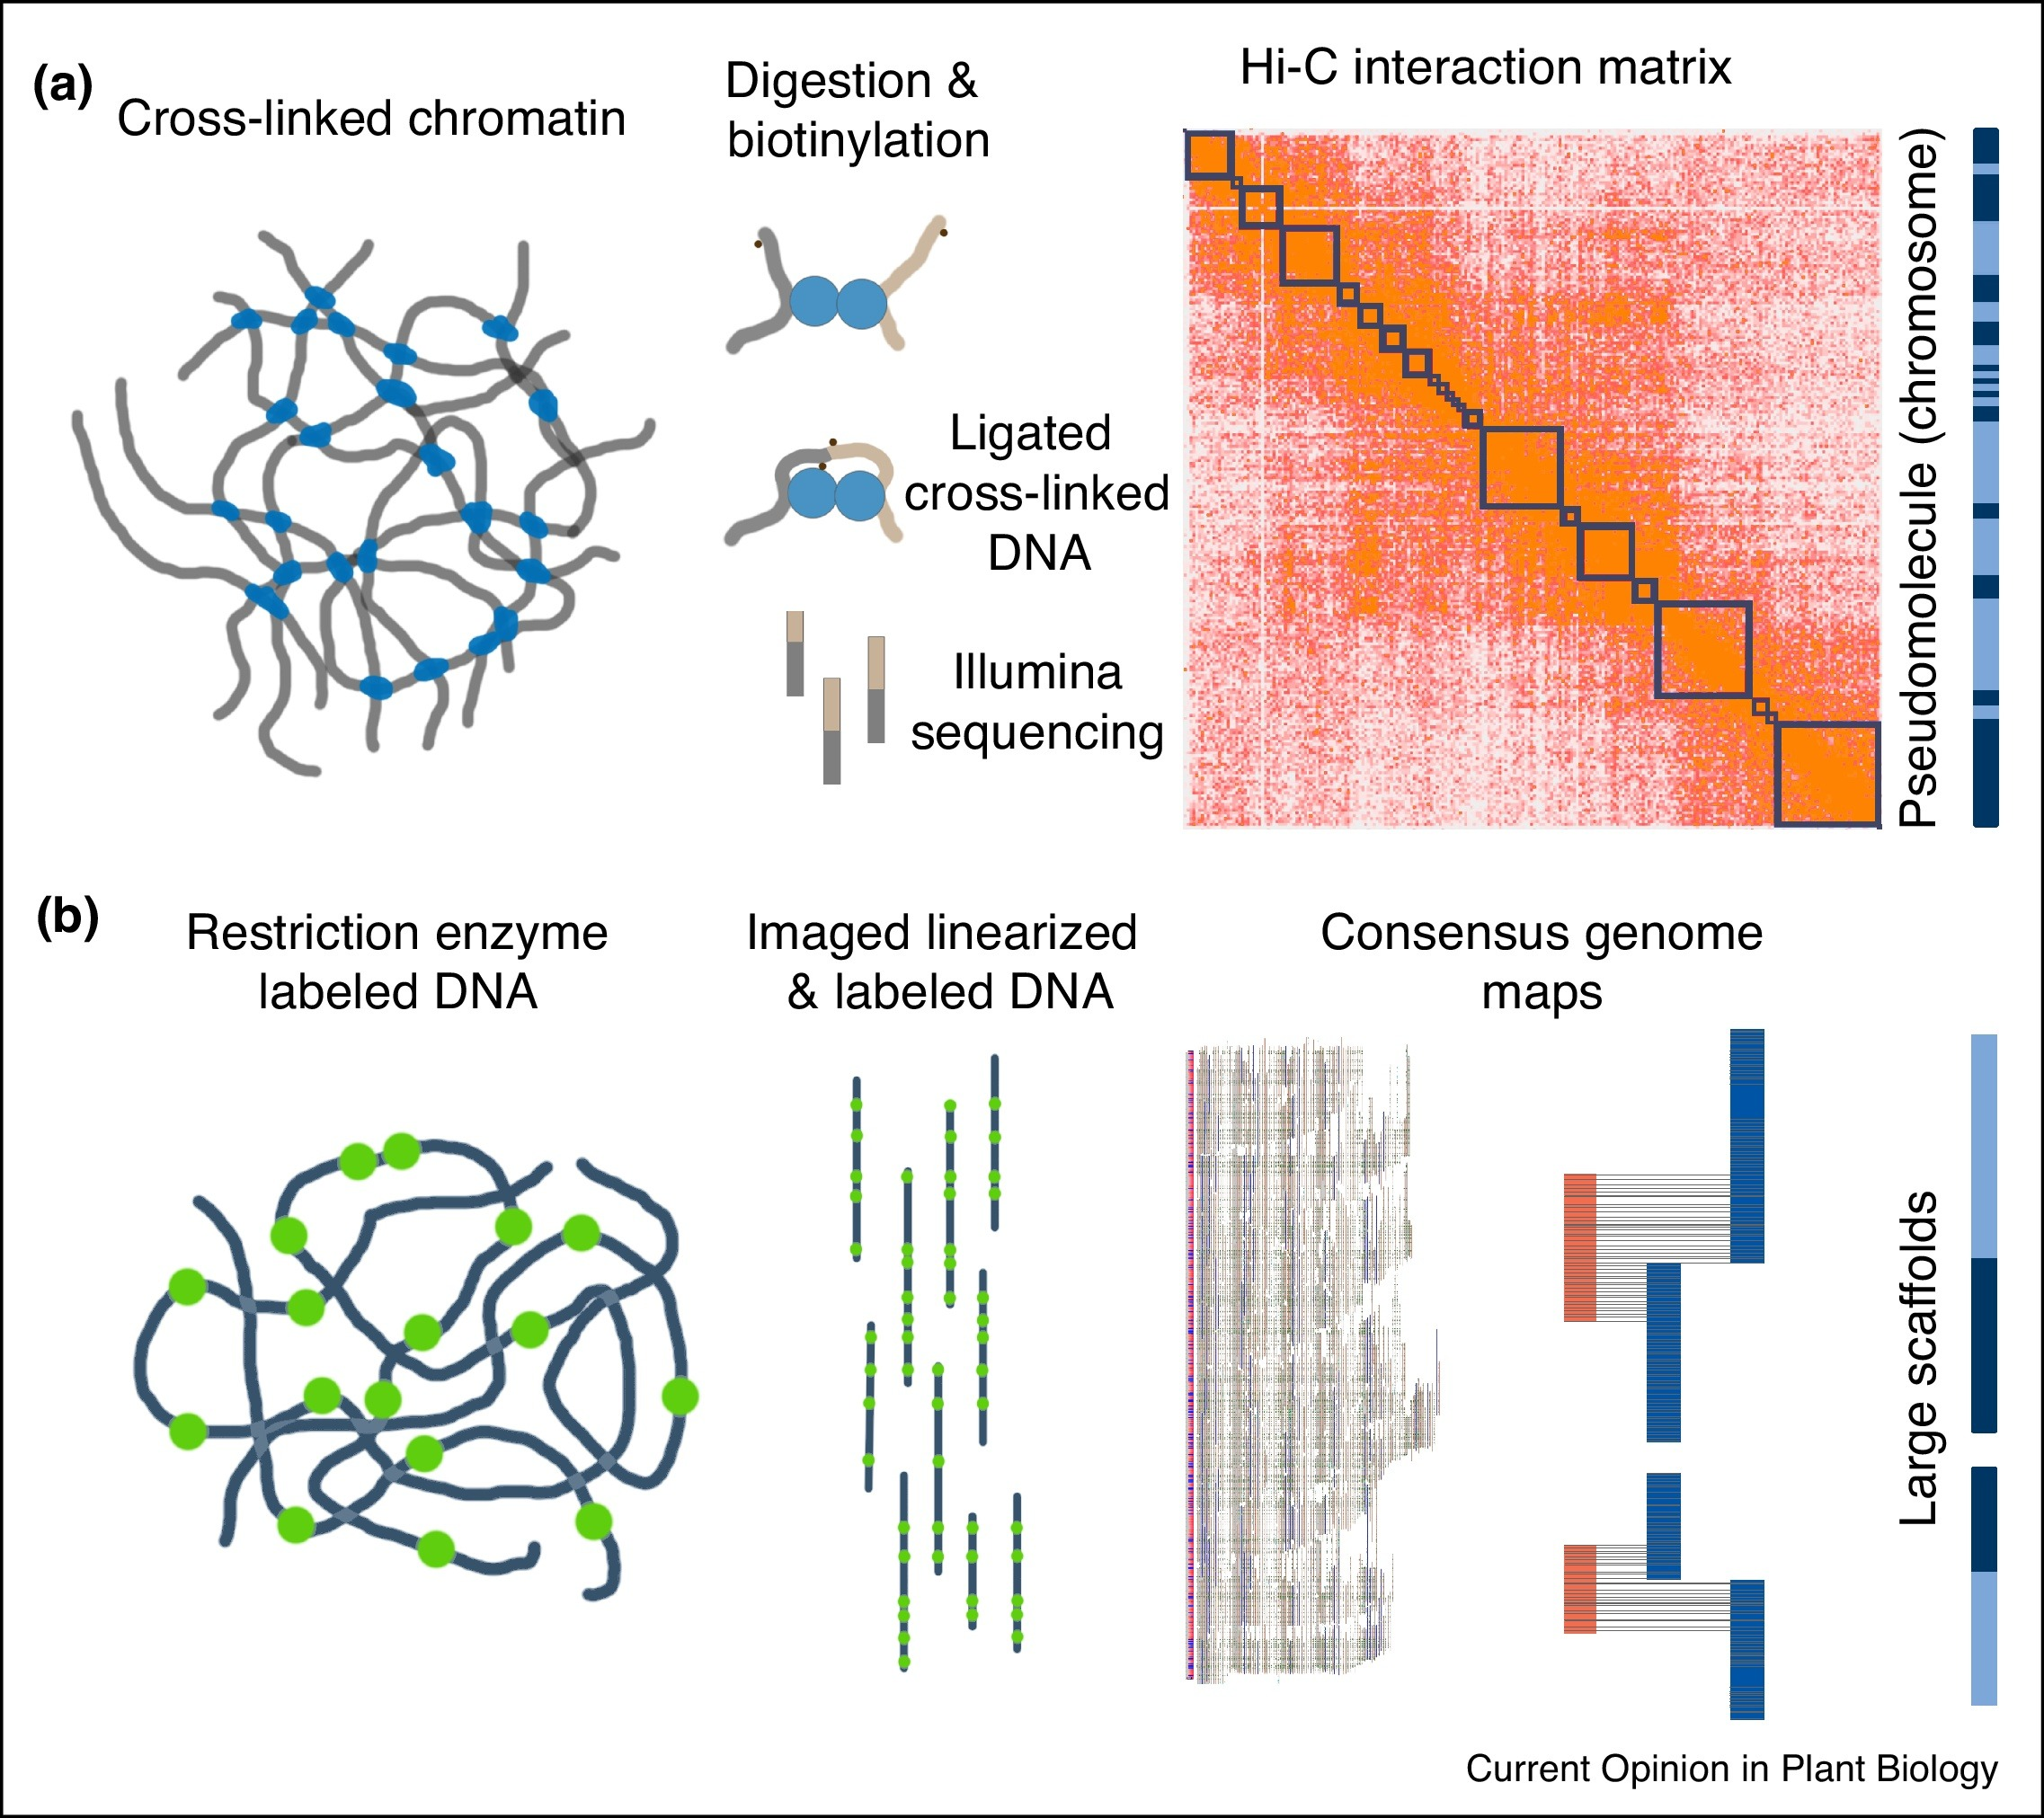 (a)
Cross-linked chromatin
Digestion &
biotinylation
Ligated
cross-linked
DNA
Illumina
sequencing
Hi-C interaction matrix
Pseudomolecule (chromosome)
(b)
Restriction enzyme
labeled DNA
Imaged linearized
& labeled DNA
Consensus genome
maps
Large scaffolds
Current Opinion in Plant Biology